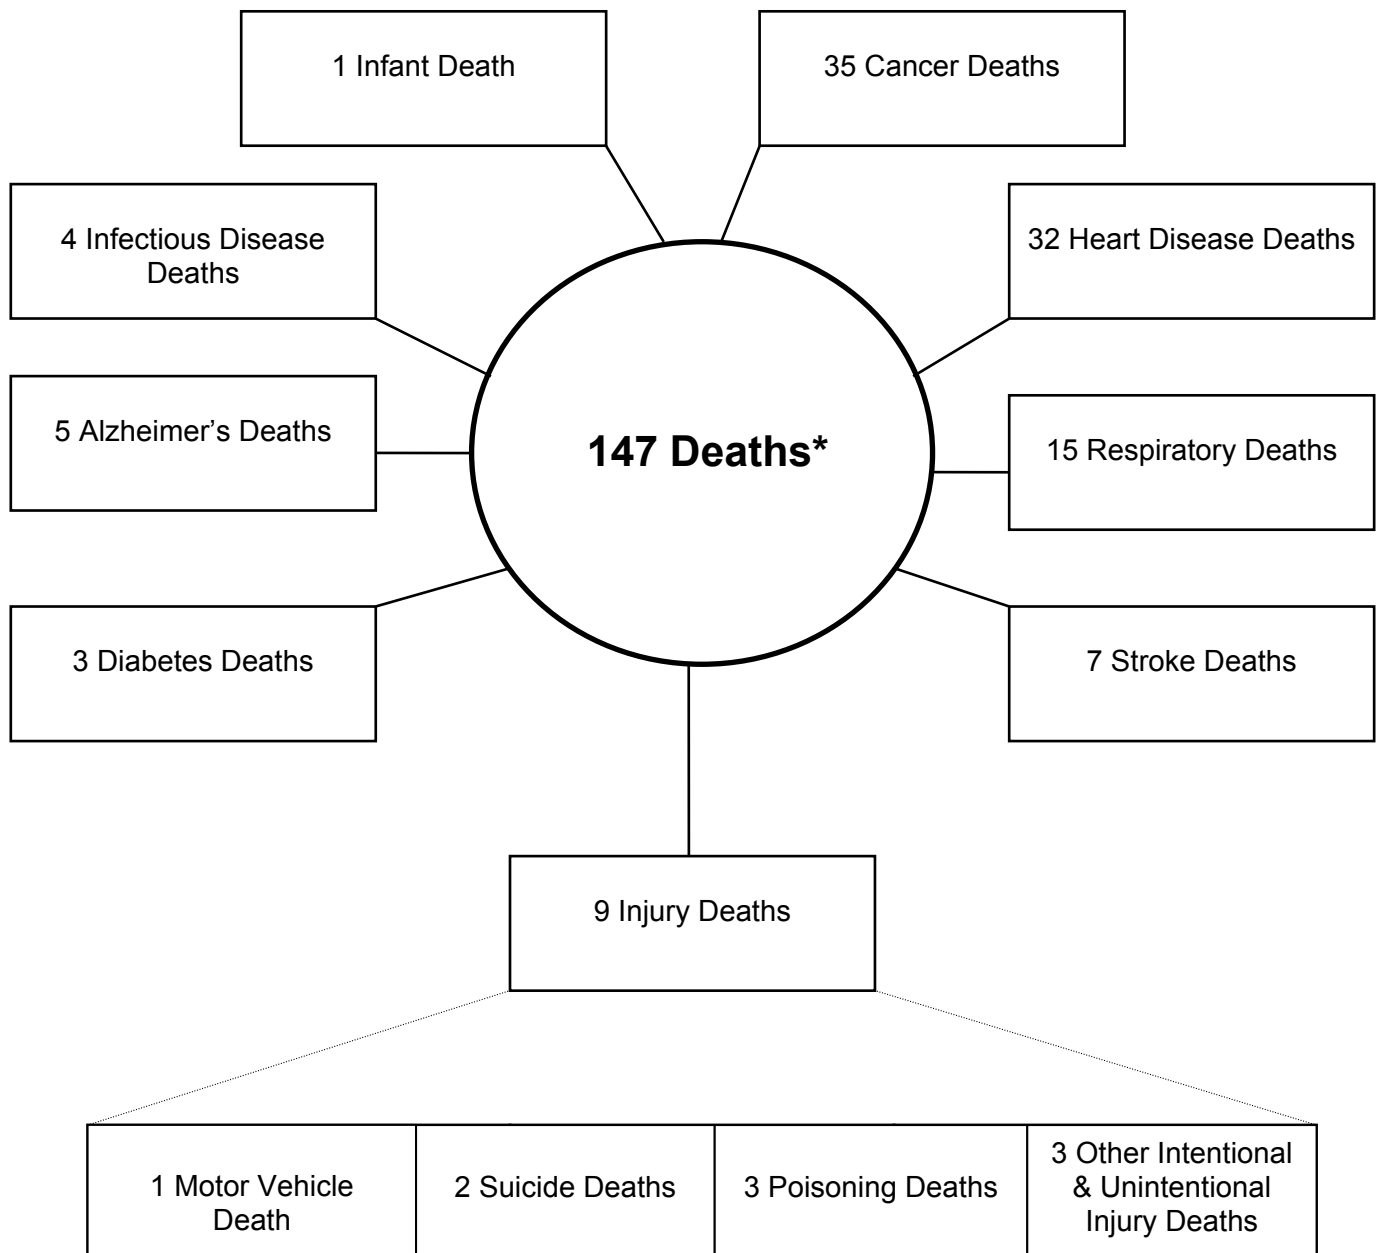 1 Infant Death
35 Cancer Deaths
4 Infectious Disease
Deaths
32 Heart Disease Deaths
5 Alzheimer’s Deaths
147 Deaths*
15 Respiratory Deaths
3 Diabetes Deaths
7 Stroke Deaths
9 Injury Deaths
1 Motor Vehicle
Death
2 Suicide Deaths
3 Poisoning Deaths
3 Other Intentional
& Unintentional
Injury Deaths